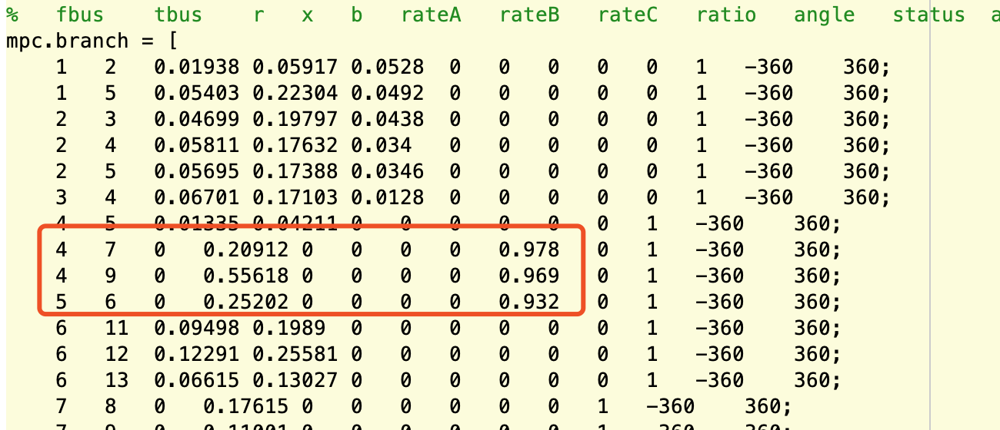 % fbus tbus r x b rateA rateB rateC ratio angle status
mpc.branch = [
1 2 0.01938 0.05917 0.0528 0 0 0 0 0 1 -360 360;
1 5 0.05403 0.22304 0.0492 0 0 0 0 0 1 -360 360;
2 3 0.04699 0.19797 0.0438 0 0 0 0 0 1 -360 360;
2 4 0.05811 0.17632 0.034 0 0 0 0 0 1 -360 360;
2 5 0.05695 0.17388 0.0346 0 0 0 0 0 1 -360 360;
3 4 0.06701 0.17103 0.0128 0 0 0 0 0 1 -360 360;
4 5 0.01335 0.04211 0 0 0 0 0 0 1 -360 360;
4 7 0 0.20912 0 0 0 0 0.978 0 1 -360 360;
4 9 0 0.55618 0 0 0 0 0.969 0 1 -360 360;
5 6 0 0.25202 0 0 0 0 0.932 0 1 -360 360;
6 11 0.09498 0.1989 0 0 0 0 0 0 1 -360 360;
6 12 0.12291 0.25581 0 0 0 0 0 0 1 -360 360;
6 13 0.06615 0.13027 0 0 0 0 0 0 1 -360 360;
7 8 0 0.17615 0 0 0 0 0 0 1 -360 360;
7 9 0 0.11001 0 0 0 0 0 0 1 -360 360;